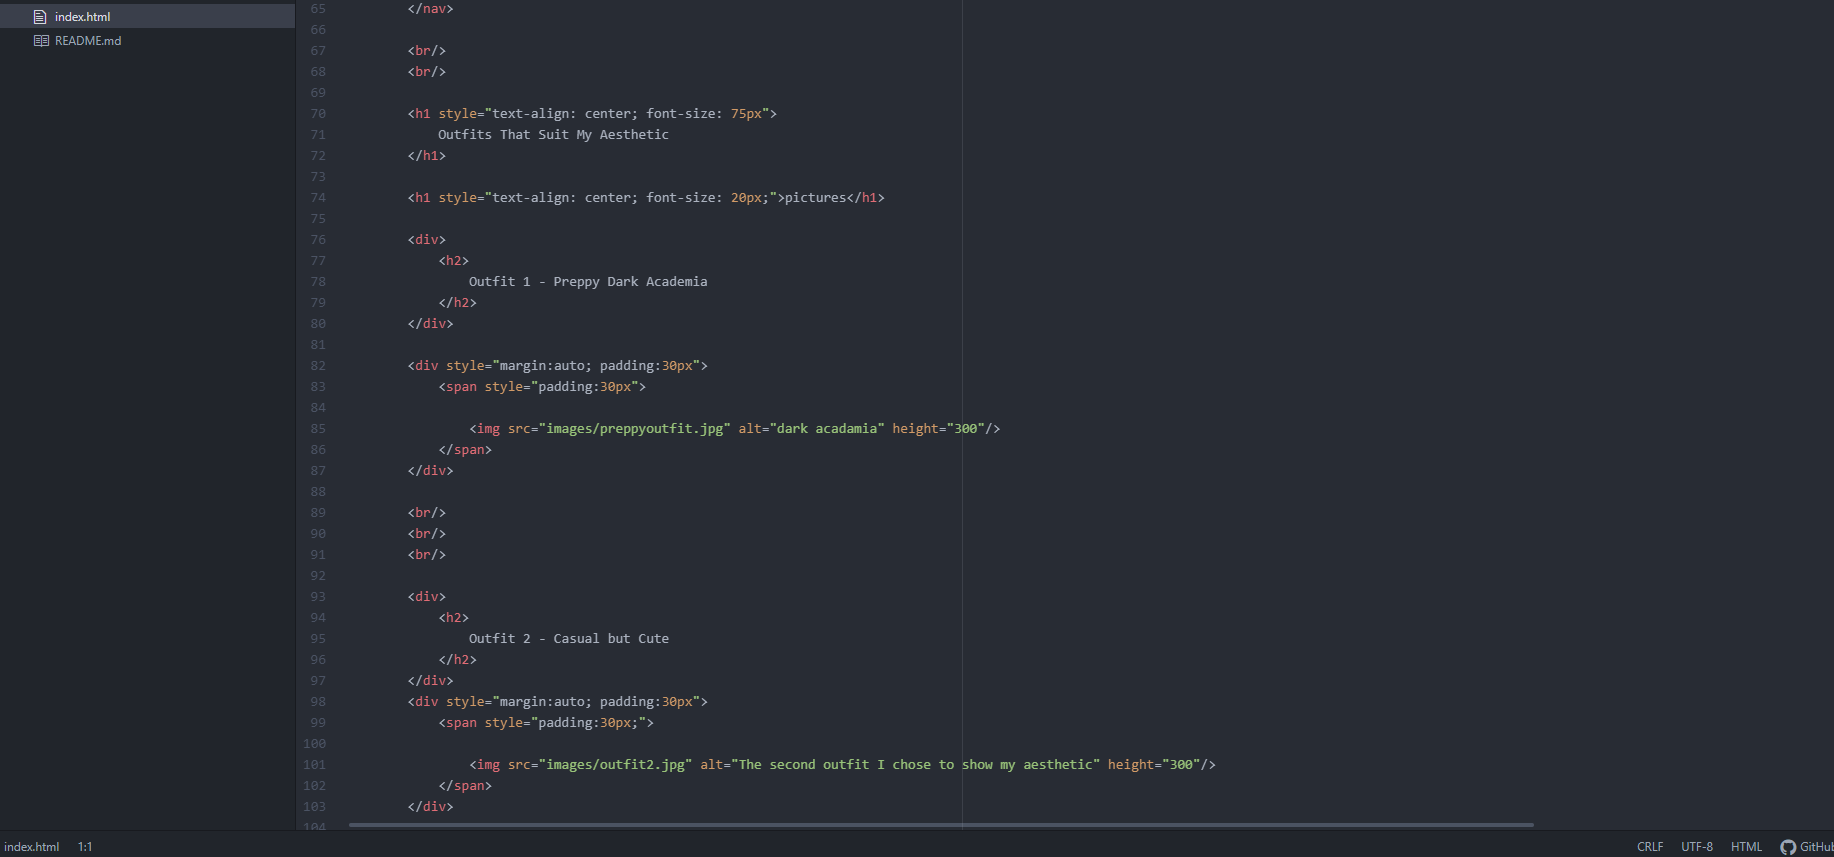 index.html
README.md
65 </nav>
66
67 <br/>
68 <br/>
69
70 <h1 style="text-align: center; font-size: 75px">
71 Outfits That Suit My Aesthetic
72 </h1>
73
74 <h1 style="text-align: center; font-size: 20px;">pictures</h1>
75
76 <div>
77 <h2>
78 Outfit 1 - Preppy Dark Academia
79 </h2>
80 </div>
81
82 <div style="margin:auto; padding:30px">
83 <span style="padding:30px">
84
85 <img src="images/preppyoutfit.jpg" alt="dark acadamia" height="300"/>
86 </span>
87 </div>
88
89 <br/>
90 <br/>
91 <br/>
92
93 <div>
94 <h2>
95 Outfit 2 - Casual but Cute
96 </h2>
97 </div>
98 <div style="margin:auto; padding:30px">
99 <span style="padding:30px;">
100
101 <img src="images/outfit2.jpg" alt="The second outfit I chose to show my aesthetic" height="300"/>
102 </span>
103 </div>
104
index.html 1:1 CRLF UTF-8 HTML GitHub